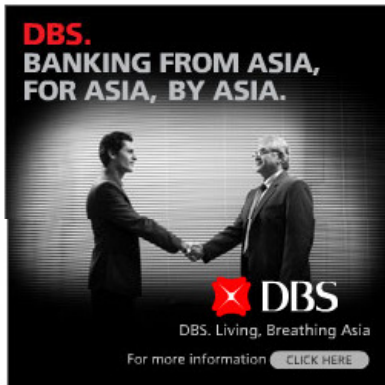 DBS.
BANKING FROM ASIA,
FOR ASIA, BY ASIA.
DBS
DBS. Living, Breathing Asia
For more information CLICK HERE